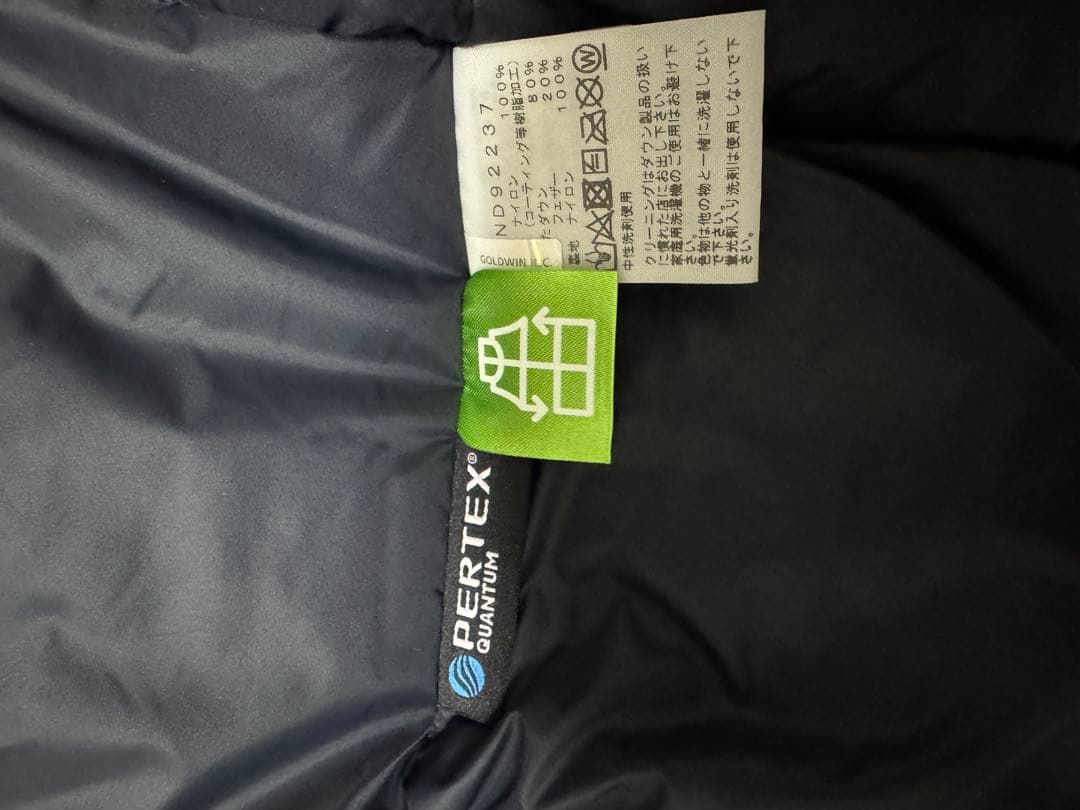 ND92237
ナイロン 100%
(コーティング等樹脂加工)
ダウン 80%
フェザー 20%
ナイロン 100%
裏地
W
中性洗剤使用
クリーニングはダウン製品の扱い
に慣れた店にお出し下さい。
家庭用洗濯機のご使用はお避け下
さい。
色物は他の物と一緒に洗濯しない
で下さい。
蛍光剤入り洗剤は使用しないで下
さい。
GOLDWIN INC
PERTEX®
QUANTUM